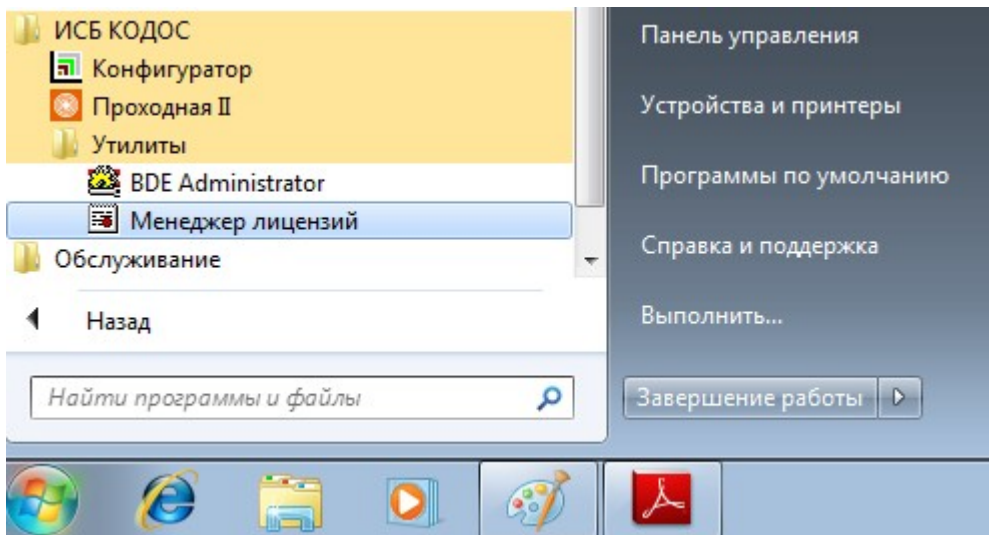 ИСБ КОДОС
Конфигуратор
Проходная II
Утилиты
BDE Administrator
Менеджер лицензий
Обслуживание
Назад
Найти программы и файлы
Панель управления
Устройства и принтеры
Программы по умолчанию
Справка и поддержка
Выполнить...
Завершение работы